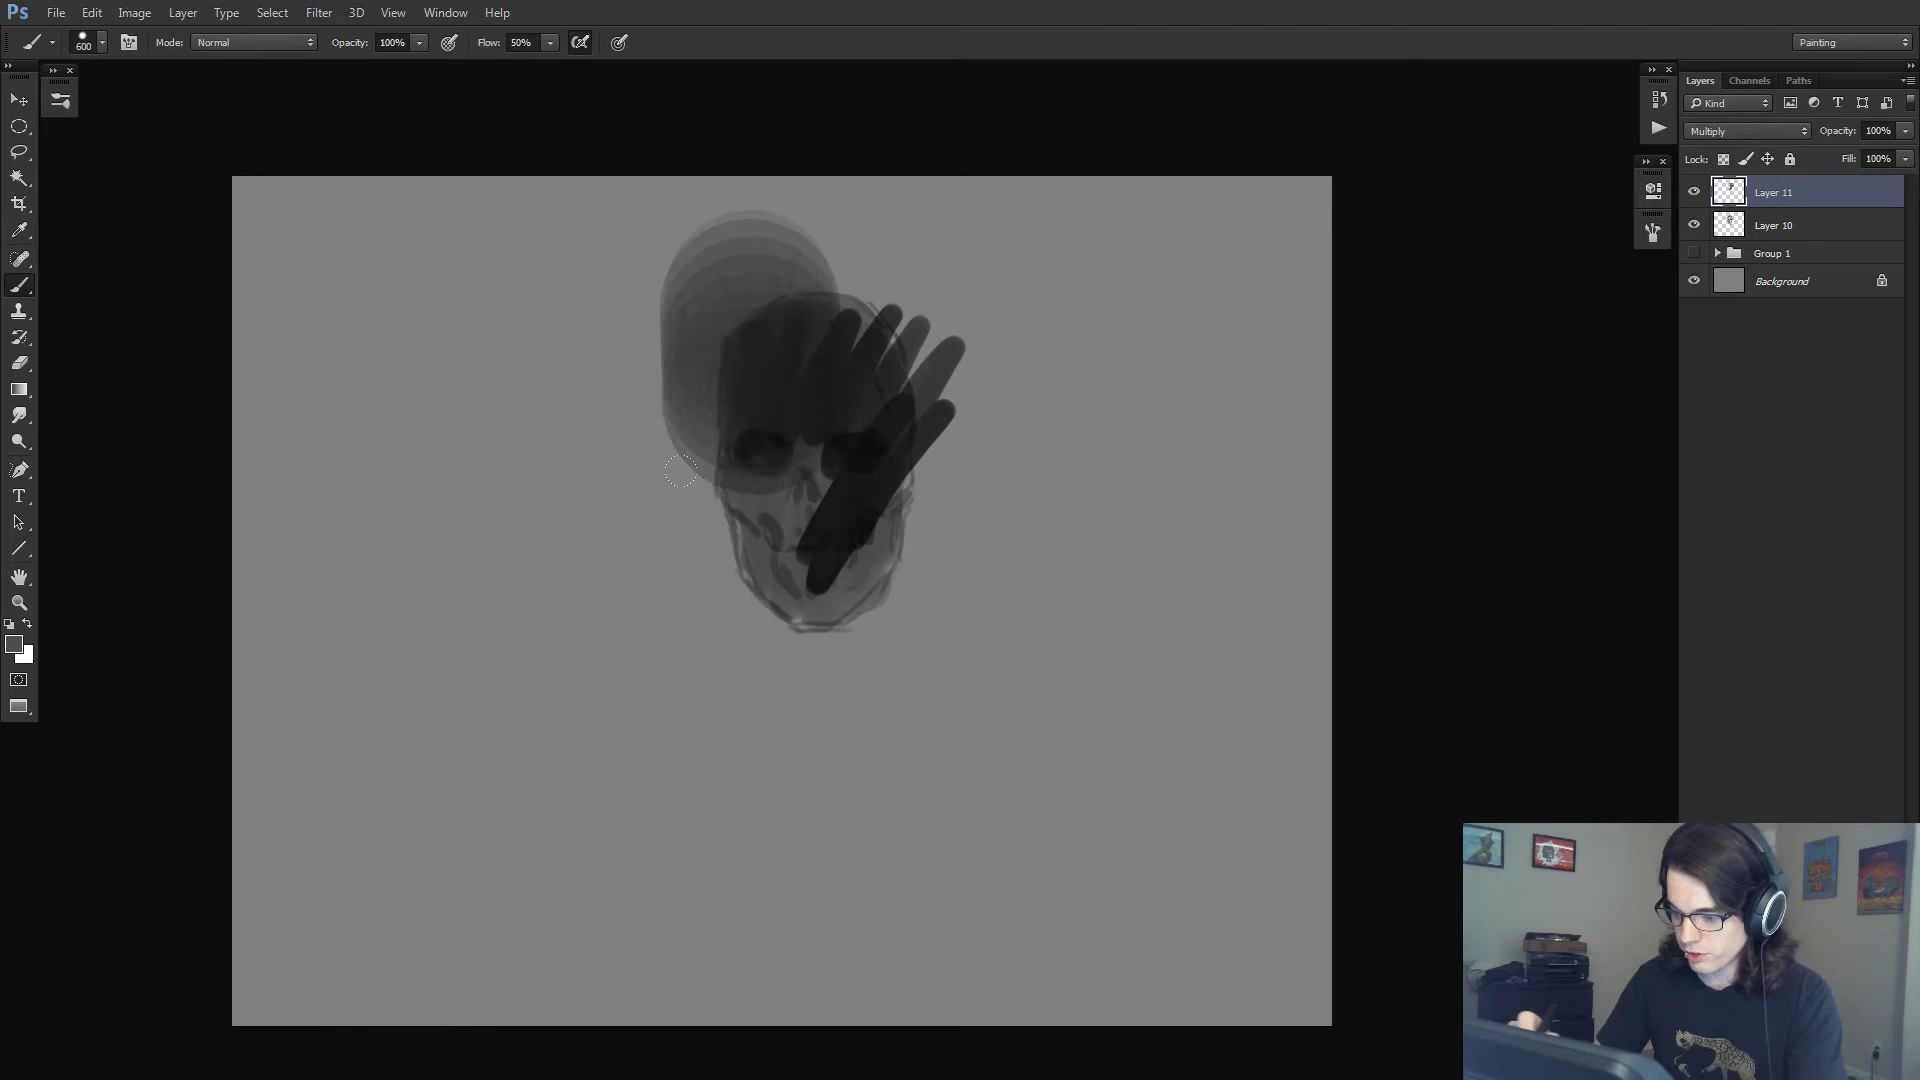 Ps File Edit Image Layer Type Select Filter 3D View Window Help
600 Mode: Normal Opacity: 100% Flow: 50% Painting
Layers Channels Paths
Kind
Multiply Opacity: 100%
Lock: Fill: 100%
Layer 11
Layer 10
Group 1
Background